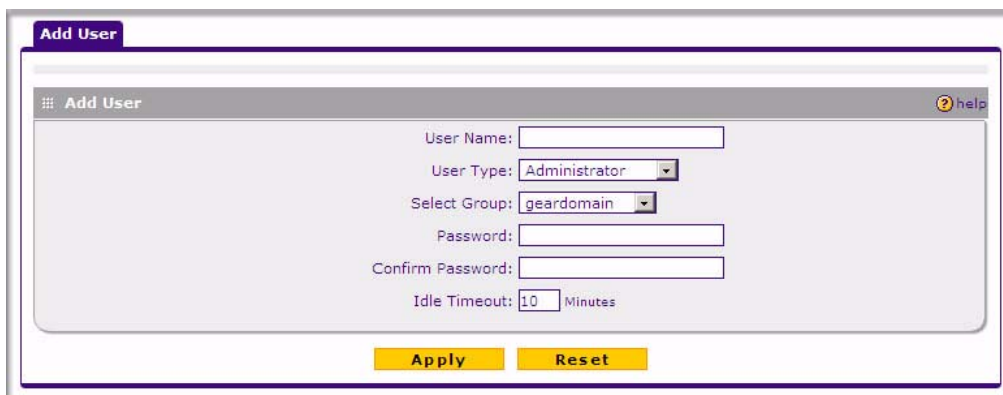 Add User
Add User
help
User Name:
User Type: Administrator
Select Group: geardomain
Password:
Confirm Password:
Idle Timeout: 10 Minutes
Apply Reset